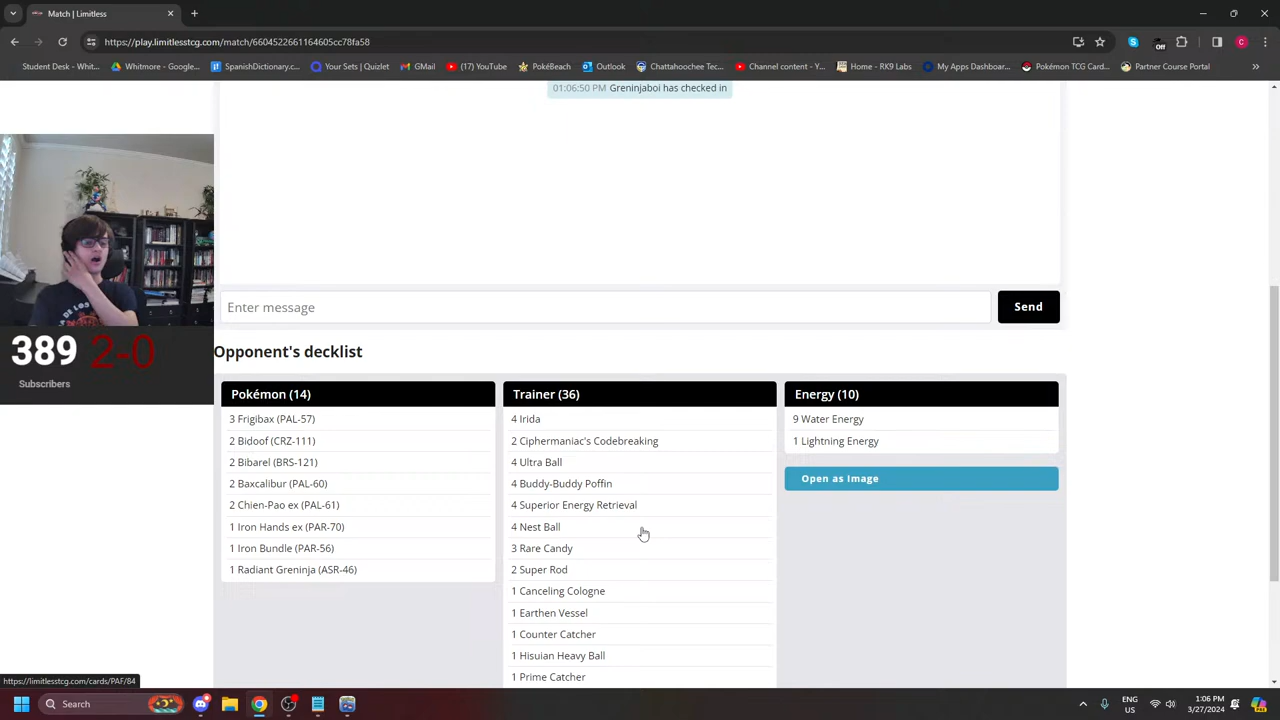 Match | Limitless
https://play.limitlesstcg.com/match/6604522661164605cc78fa58
Student Desk - Whit...
Whitmore - Google...
SpanishDictionary.c...
Your Sets | Quizlet
GMail
(17) YouTube
PokéBeach
Outlook
Chattahoochee Tec...
Channel content - Y...
Home - RK9 Labs
My Apps Dashboar...
Pokémon TCG Card...
Partner Course Portal
01:06:50 PM Greninjaboi has checked in
Enter message
Send
389 2-0
Subscribers
Opponent's decklist
Pokémon (14)
3 Frigibax (PAL-57)
2 Bidoof (CRZ-111)
2 Bibarel (BRS-121)
2 Baxcalibur (PAL-60)
2 Chien-Pao ex (PAL-61)
1 Iron Hands ex (PAR-70)
1 Iron Bundle (PAR-56)
1 Radiant Greninja (ASR-46)
Trainer (36)
4 Irida
2 Ciphermaniac's Codebreaking
4 Ultra Ball
4 Buddy-Buddy Poffin
4 Superior Energy Retrieval
4 Nest Ball
3 Rare Candy
2 Super Rod
1 Canceling Cologne
1 Earthen Vessel
1 Counter Catcher
1 Hisuian Heavy Ball
1 Prime Catcher
Energy (10)
9 Water Energy
1 Lightning Energy
Open as Image
https://limitlesstcg.com/cards/PAF/84
Search
ENG
US
1:06 PM
3/27/2024